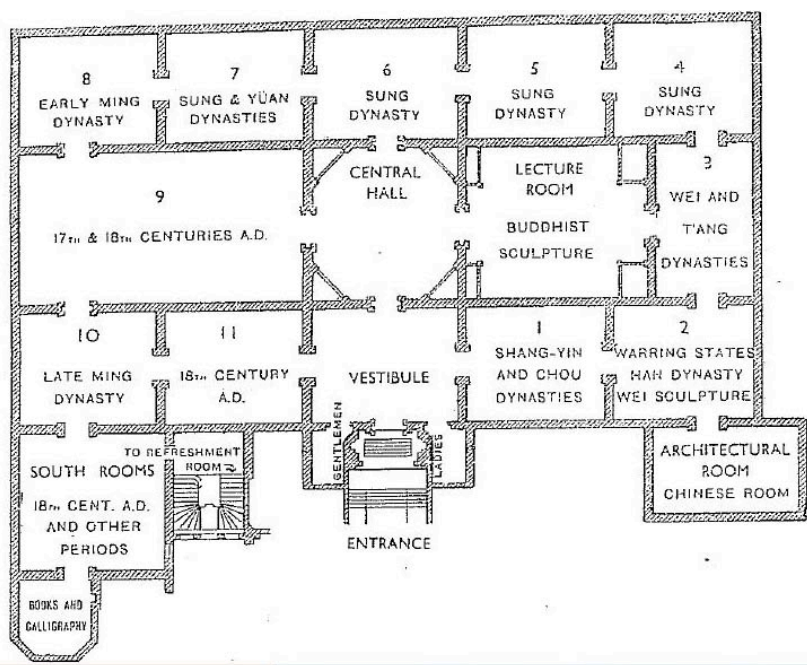 8
EARLY MING
DYNASTY
7
SUNG & YÜAN
DYNASTIES
6
SUNG
DYNASTY
5
SUNG
DYNASTY
4
SUNG
DYNASTY
9
17TH & 18TH CENTURIES A.D.
CENTRAL
HALL
LECTURE
ROOM
BUDDHIST
SCULPTURE
3
WEI AND
T'ANG
DYNASTIES
10
LATE MING
DYNASTY
11
18TH CENTURY
A.D.
VESTIBULE
1
SHANG-YIN
AND CHOU
DYNASTIES
2
WARRING STATES
HAN DYNASTY
WEI SCULPTURE
GENTLEMEN
LADIES
ENTRANCE
TO REFRESHMENT
ROOM
SOUTH ROOMS
18TH CENT. A.D.
AND OTHER
PERIODS
ARCHITECTURAL
ROOM
CHINESE ROOM
BOOKS AND
CALLIGRAPHY